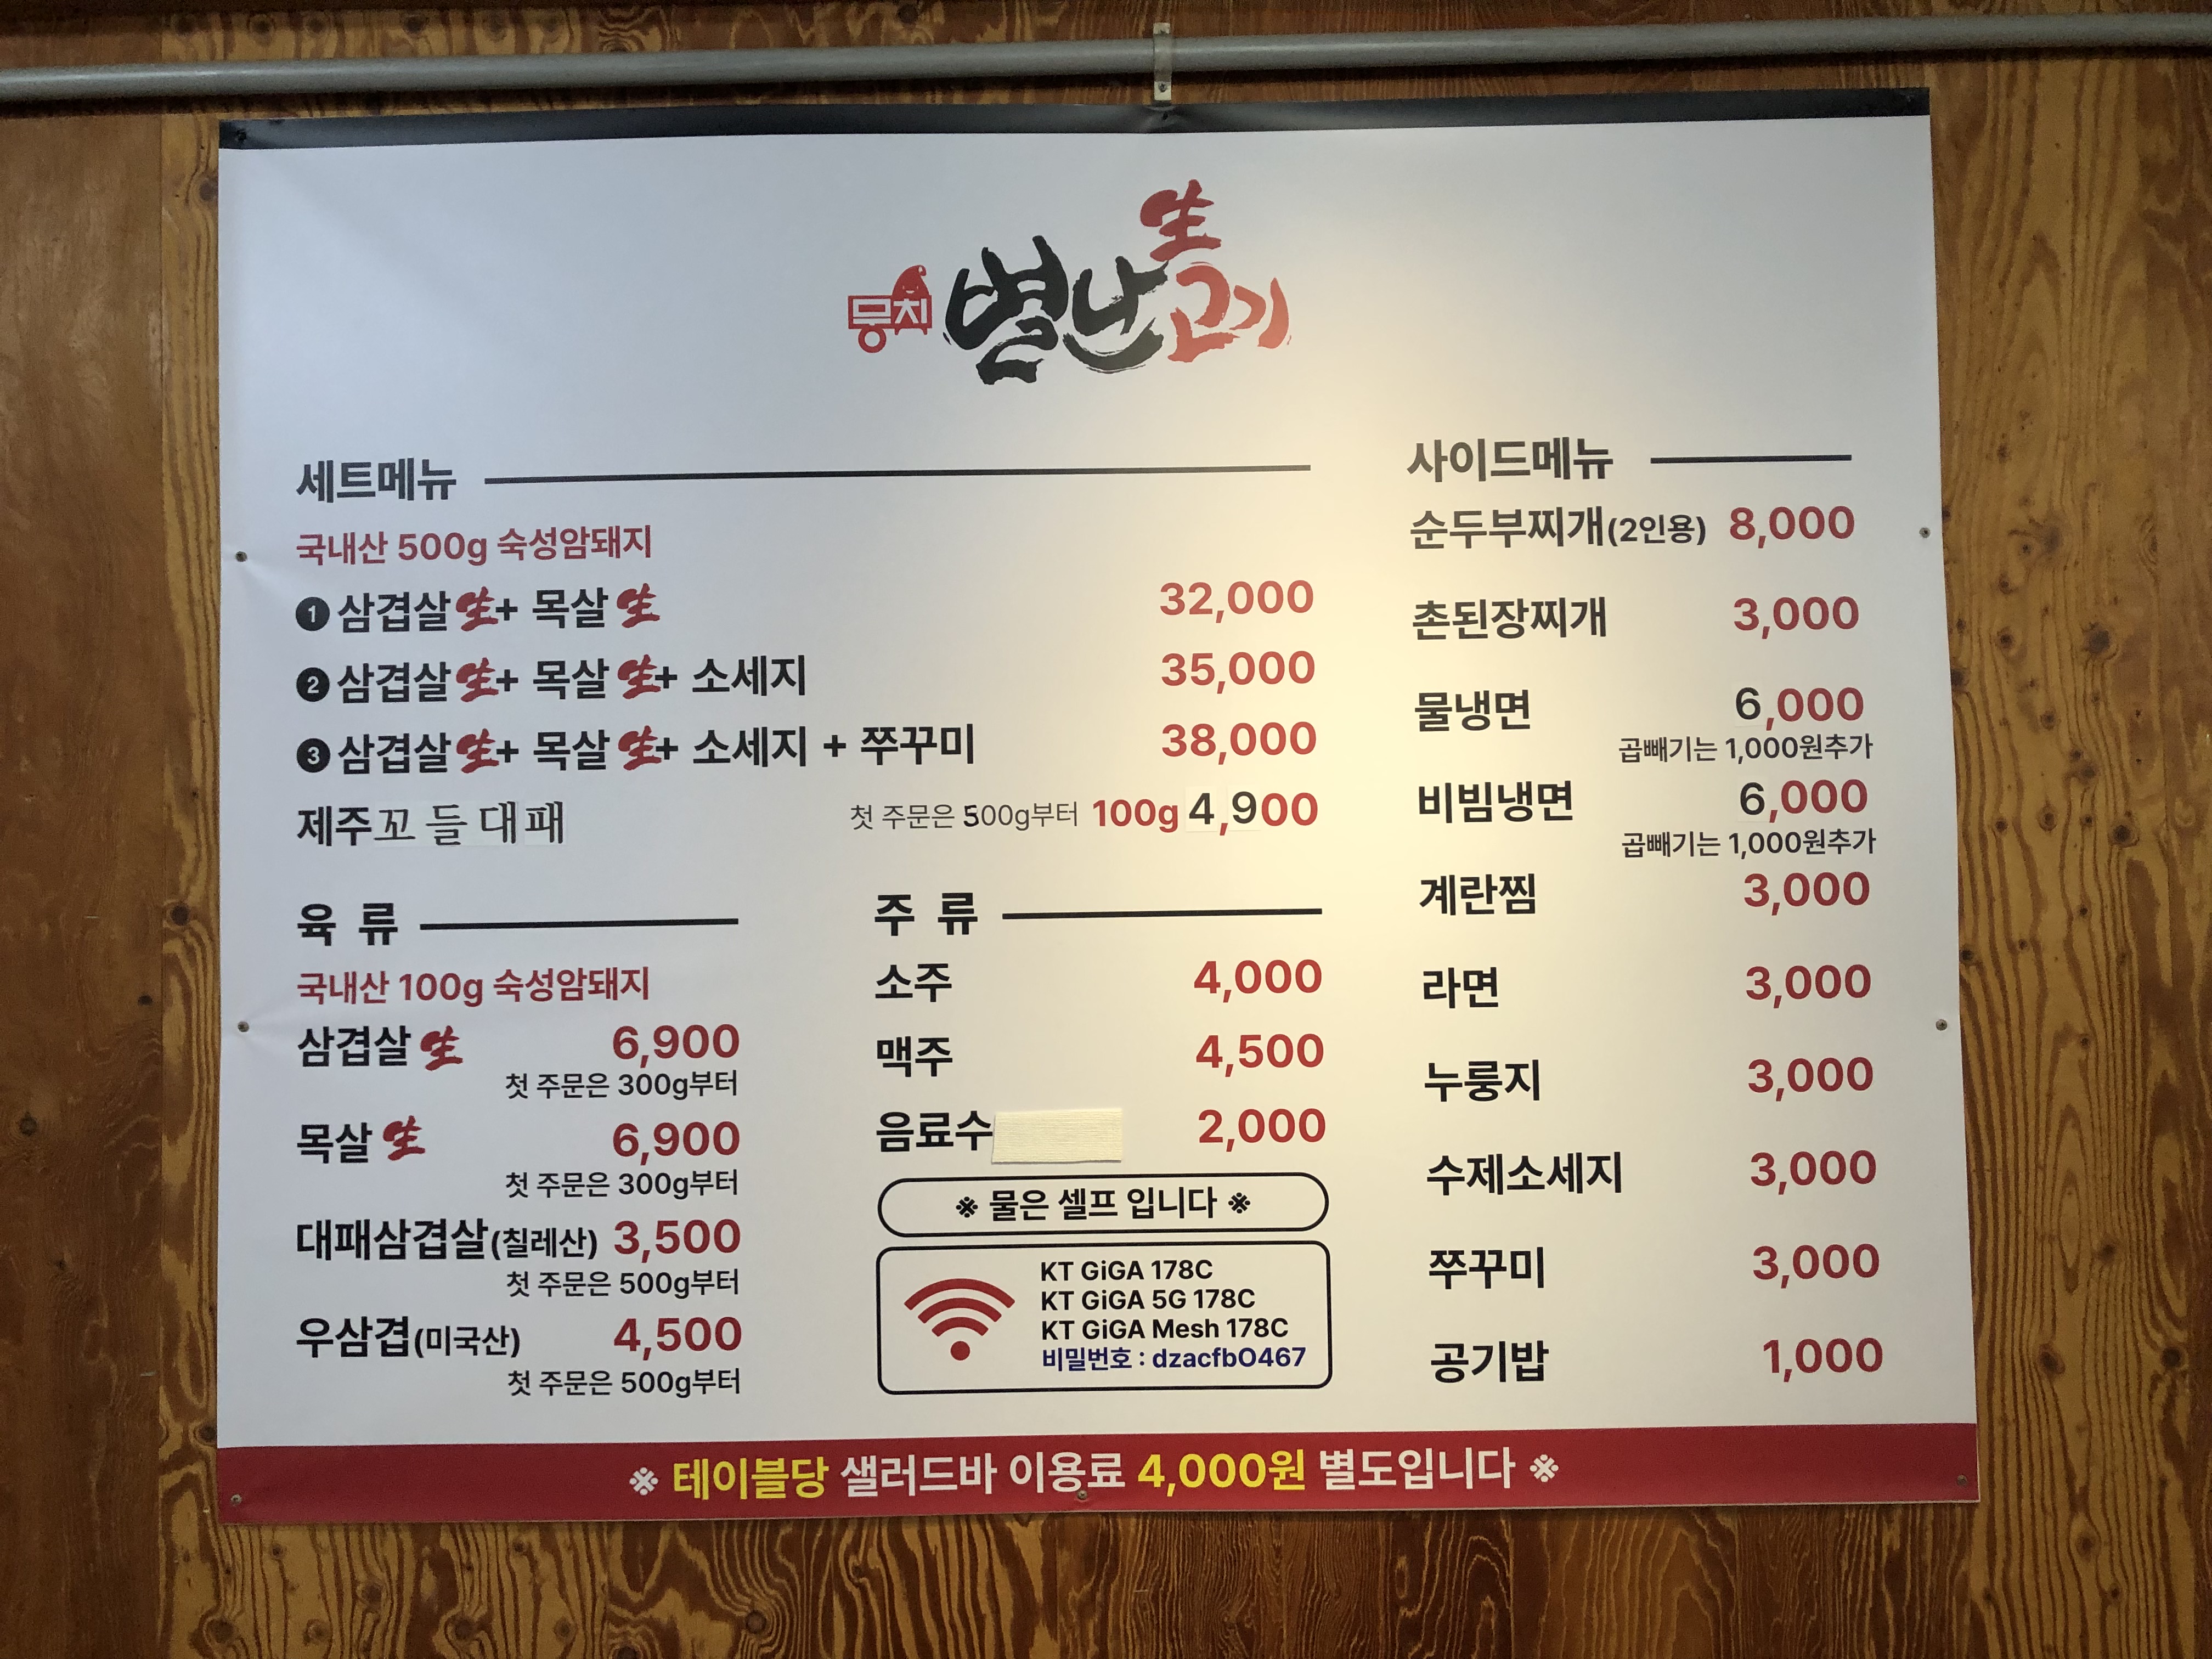 뭉치 별난 生고기
세트메뉴
국내산 500g 숙성암돼지
❶ 삼겹살 生 + 목살 生 32,000
❷ 삼겹살 生 + 목살 生 + 소세지 35,000
❸ 삼겹살 生 + 목살 生 + 소세지 + 쭈꾸미 38,000
제주꼬들대패 첫 주문은 500g부터 100g 4,900
육 류
국내산 100g 숙성암돼지
삼겹살 生 6,900
첫 주문은 300g부터
목살 生 6,900
첫 주문은 300g부터
대패삼겹살(칠레산) 3,500
첫 주문은 500g부터
우삼겹(미국산) 4,500
첫 주문은 500g부터
주 류
소주 4,000
맥주 4,500
음료수 2,000
※ 물은 셀프 입니다 ※
KT GiGA 178C
KT GiGA 5G 178C
KT GiGA Mesh 178C
비밀번호 : dzacfbO467
사이드메뉴
순두부찌개(2인용) 8,000
촌된장찌개 3,000
물냉면 6,000
곱빼기는 1,000원추가
비빔냉면 6,000
곱빼기는 1,000원추가
계란찜 3,000
라면 3,000
누룽지 3,000
수제소세지 3,000
쭈꾸미 3,000
공기밥 1,000
※ 테이블당 샐러드바 이용료 4,000원 별도입니다 ※